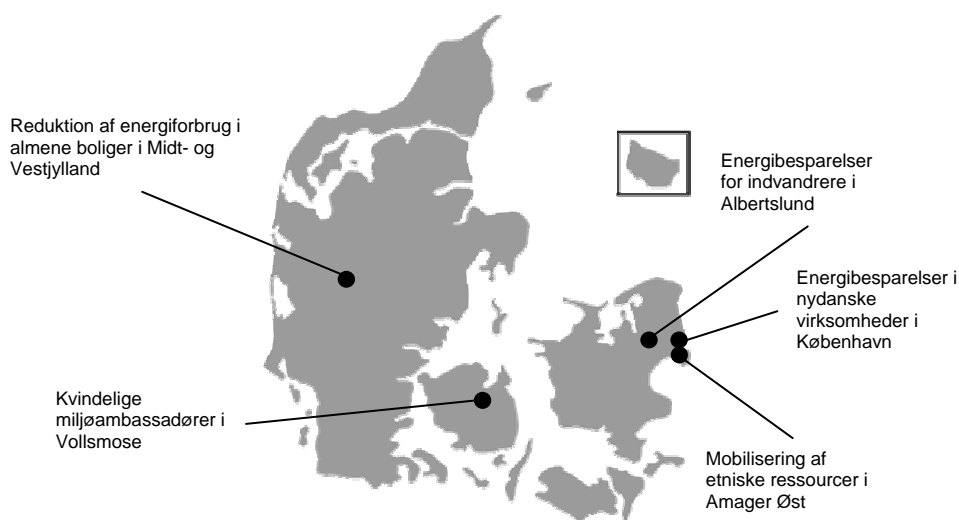 Reduktion af energiforbrug i
almene boliger i Midt- og
Vestjylland
Energibesparelser
for indvandrere i
Albertslund
Energibesparelser i
nydanske
virksomheder i
København
Kvindelige
miljøambassadører i
Vollsmose
Mobilisering af
etniske ressourcer i
Amager Øst